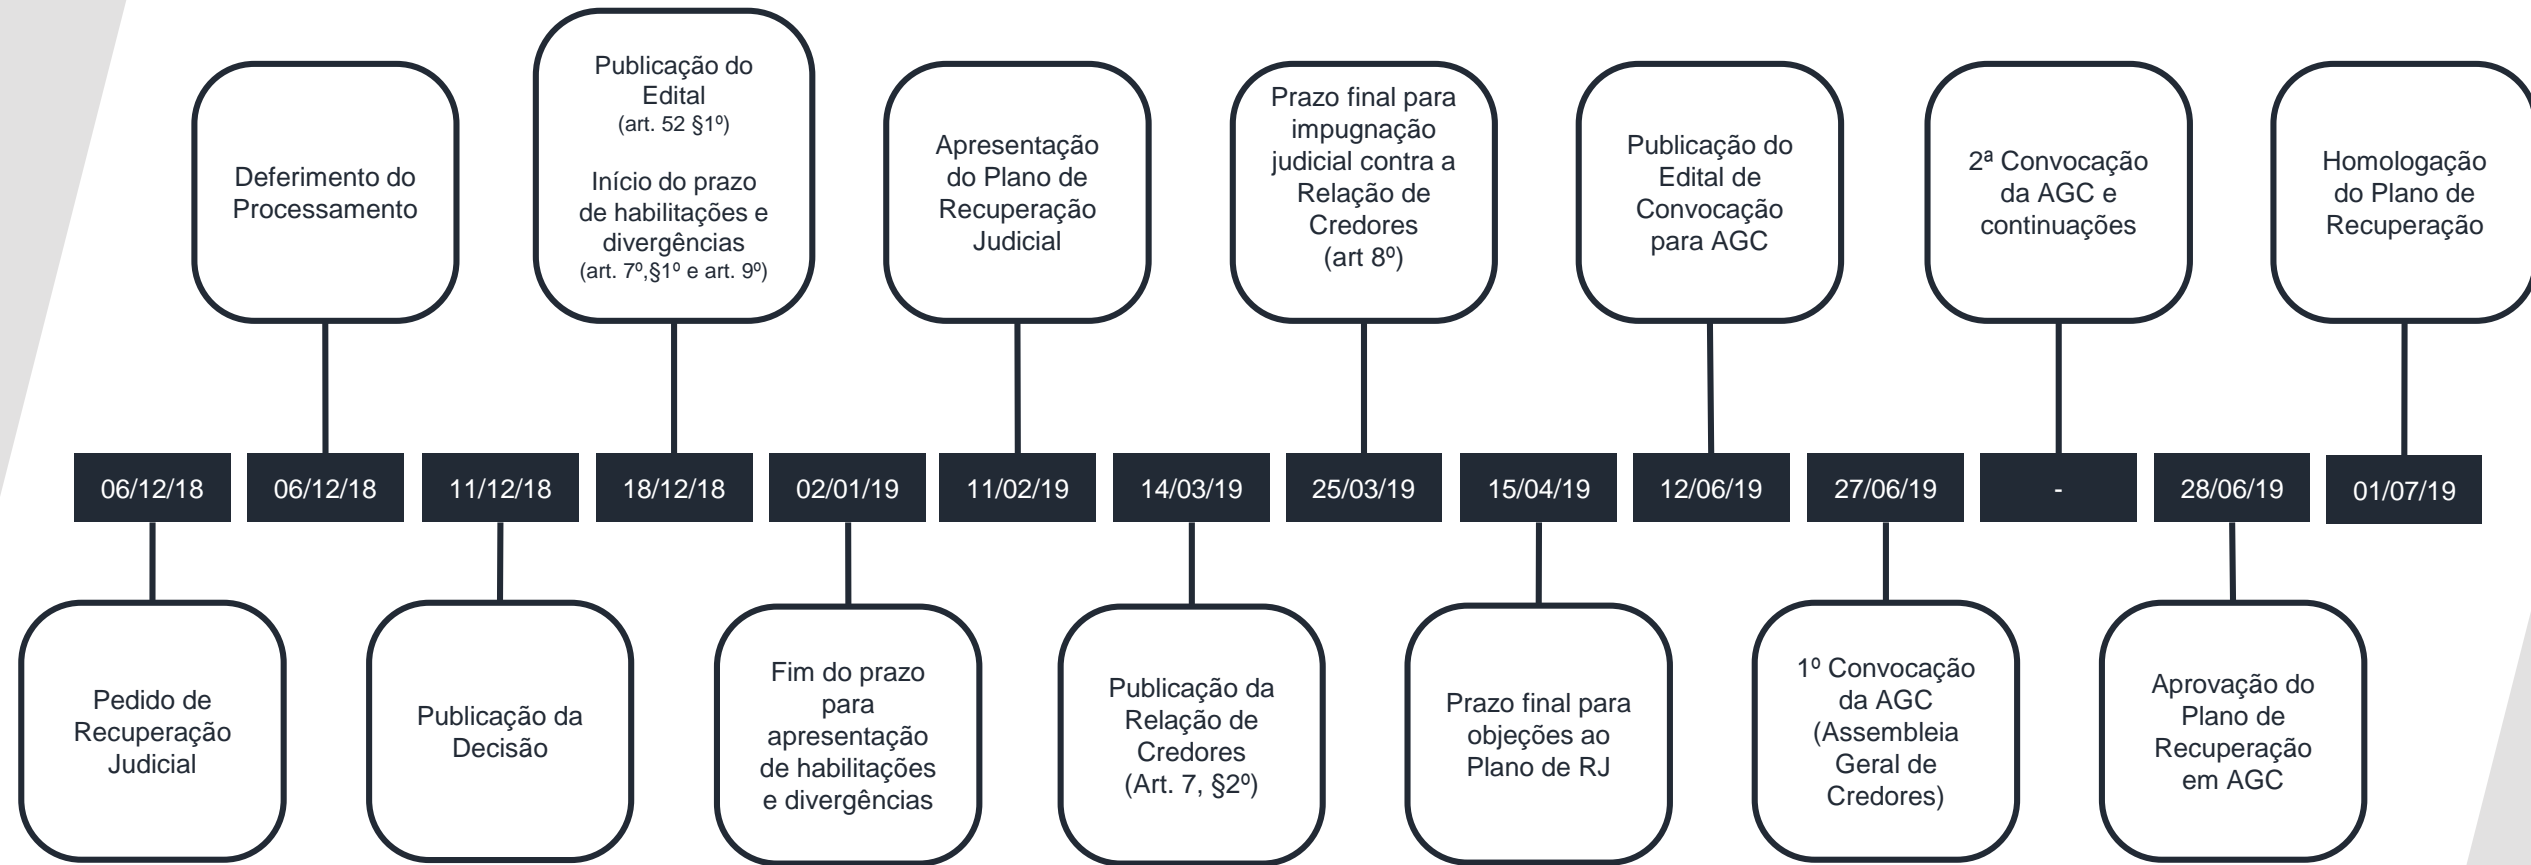 Deferimento do
Processamento
Publicação do
Edital
(art. 52 §1º)
Início do prazo
de habilitações e
divergências
(art. 7º,§1º e art. 9º)
Apresentação
do Plano de
Recuperação
Judicial
Prazo final para
impugnação
judicial contra a
Relação de
Credores
(art 8º)
Publicação do
Edital de
Convocação
para AGC
2ª Convocação
da AGC e
continuações
Homologação
do Plano de
Recuperação
06/12/18
06/12/18
11/12/18
18/12/18
02/01/19
11/02/19
14/03/19
25/03/19
15/04/19
12/06/19
27/06/19
-
28/06/19
01/07/19
Pedido de
Recuperação
Judicial
Publicação da
Decisão
Fim do prazo
para
apresentação
de habilitações
e divergências
Publicação da
Relação de
Credores
(Art. 7, §2º)
Prazo final para
objeções ao
Plano de RJ
1º Convocação
da AGC
(Assembleia
Geral de
Credores)
Aprovação do
Plano de
Recuperação
em AGC